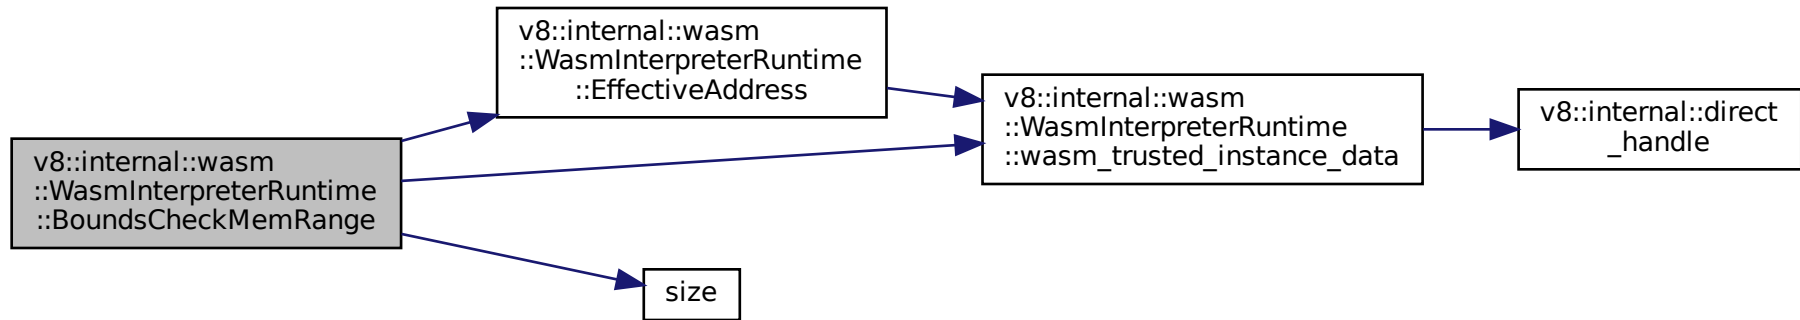 v8::internal::wasm
::WasmInterpreterRuntime
::BoundsCheckMemRange
v8::internal::wasm
::WasmInterpreterRuntime
::EffectiveAddress
v8::internal::wasm
::WasmInterpreterRuntime
::wasm_trusted_instance_data
v8::internal::direct
_handle
size